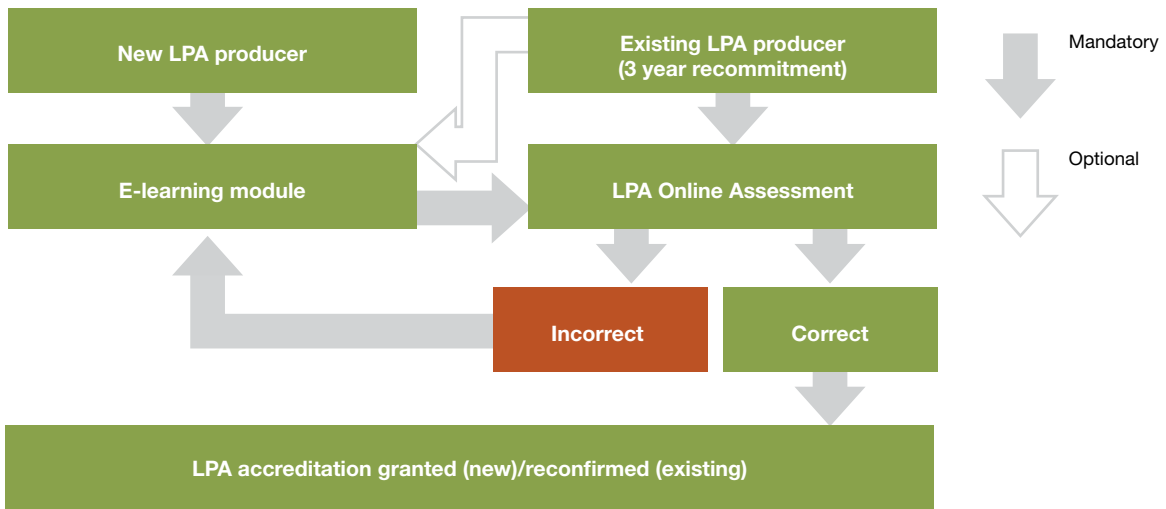 New LPA producer
Existing LPA producer
(3 year recommitment)
Mandatory
E-learning module
LPA Online Assessment
Optional
Incorrect
Correct
LPA accreditation granted (new)/reconfirmed (existing)